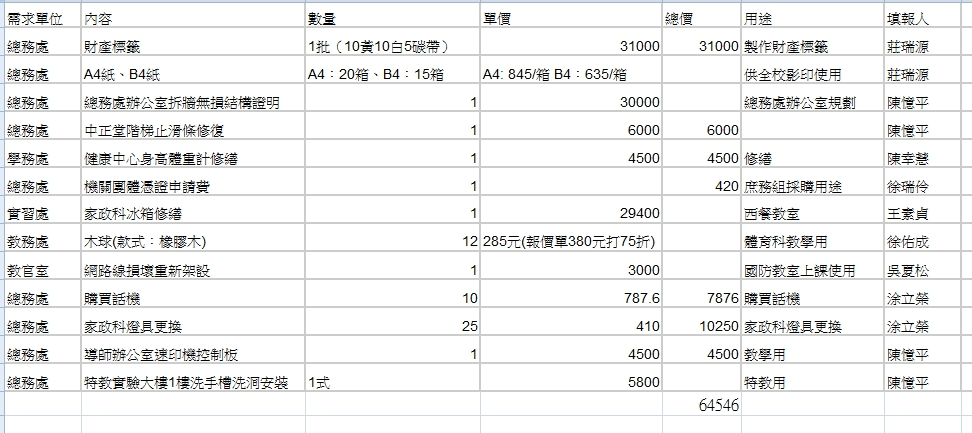 需求單位 內容 數量 單價 總價 用途 填報人
總務處 財產標籤 1批（10黃10白5碳帶） 31000 31000 製作財產標籤 莊瑞源
總務處 A4紙、B4紙 A4：20箱、B4：15箱 A4: 845/箱 B4：635/箱 供全校影印使用 莊瑞源
總務處 總務處辦公室拆牆無損結構證明 1 30000 總務處辦公室規劃 陳憶平
總務處 中正堂階梯止滑條修復 1 6000 6000 陳憶平
學務處 健康中心身高體重計修繕 1 4500 4500 修繕 陳幸慧
總務處 機關團體憑證申請費 1 420 庶務組採購用途 徐瑞伶
實習處 家政科冰箱修繕 1 29400 西餐教室 王素貞
教務處 木球(款式：橡膠木) 12 285元(報價單380元打75折) 體育科教學用 徐佑成
教官室 網路線損壞重新架設 1 3000 國防教室上課使用 吳夏松
總務處 購買話機 10 787.6 7876 購買話機 涂立榮
總務處 家政科燈具更換 25 410 10250 家政科燈具更換 涂立榮
總務處 導師辦公室速印機控制板 1 4500 4500 教學用 陳憶平
總務處 特教實驗大樓1樓洗手槽洗洞安裝 1式 5800 特教用 陳憶平
64546